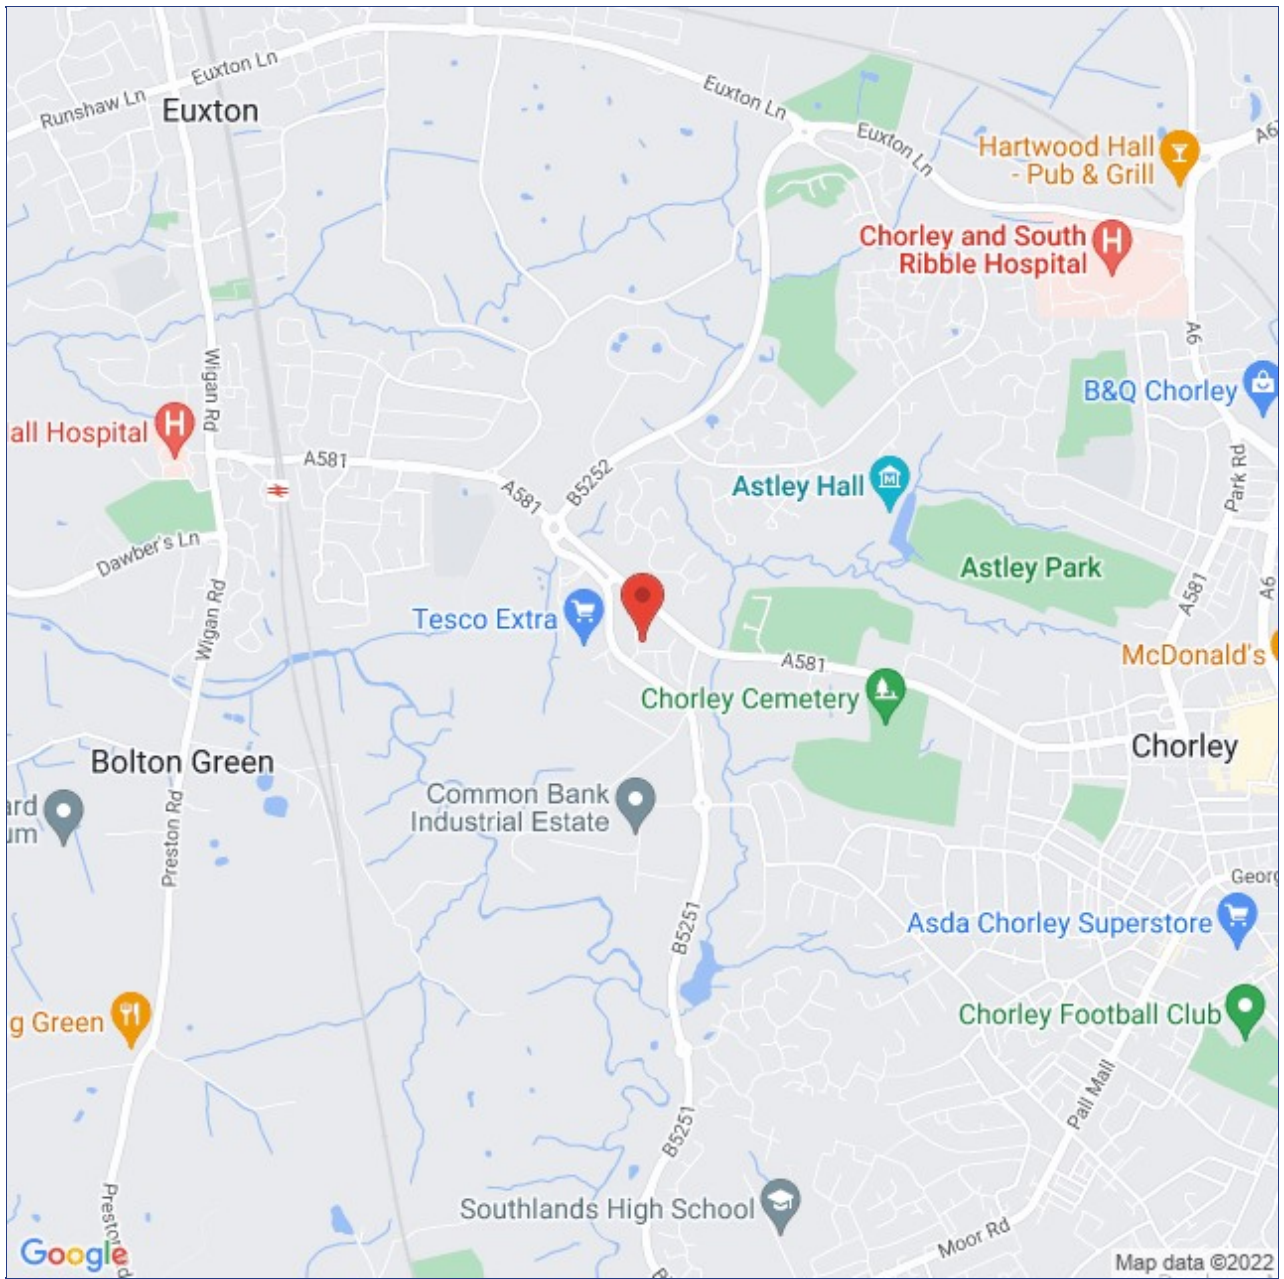 Euxton Ln
Runshaw Ln
Euxton
Euxton Ln
Euxton Ln
A6
Hartwood Hall
- Pub & Grill
Chorley and South
Ribble Hospital
A6
Wigan Rd
B&Q Chorley
all Hospital
A581
A581
B5252
Astley Hall
Park Rd
Dawber's Ln
Astley Park
A581
A6
Wigan Rd
Tesco Extra
McDonald's
A581
Chorley Cemetery
Chorley
Bolton Green
Common Bank
Industrial Estate
ard
um
Preston Rd
Georg
B5251
Asda Chorley Superstore
g Green
Chorley Football Club
Pall Mall
B5251
Southlands High School
Moor Rd
Preston Rd
Google
Map data ©2022